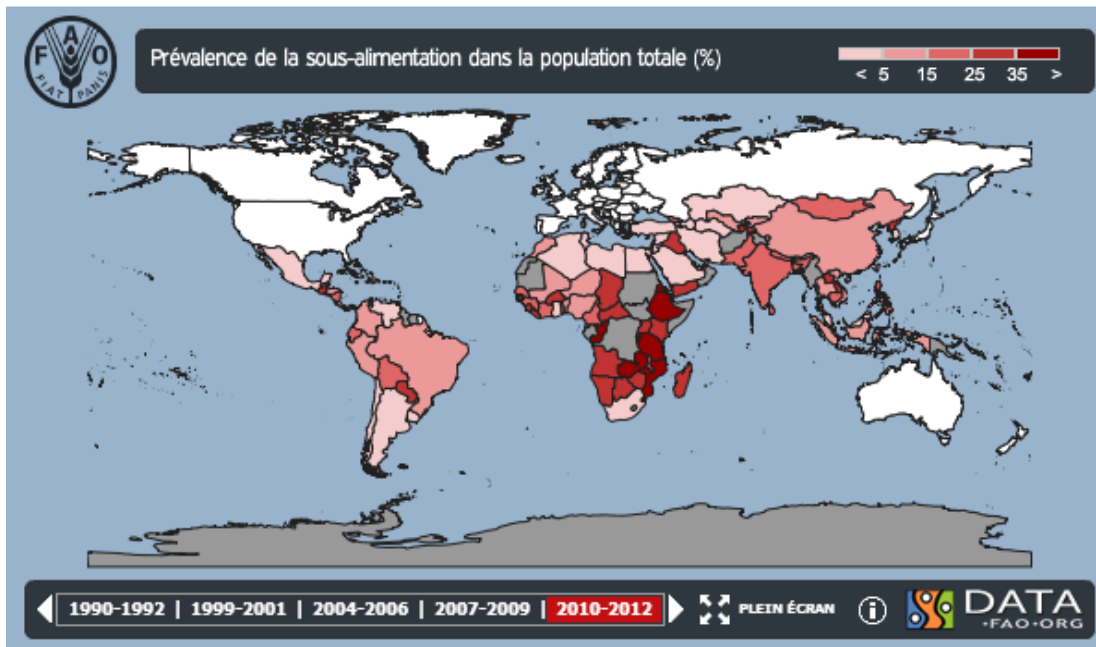 F A O
FIAT PANIS
Prévalence de la sous-alimentation dans la population totale (%)
< 5 15 25 35 >
1990-1992 | 1999-2001 | 2004-2006 | 2007-2009 | 2010-2012
PLEIN ÉCRAN
i
DATA
•FAO•ORG